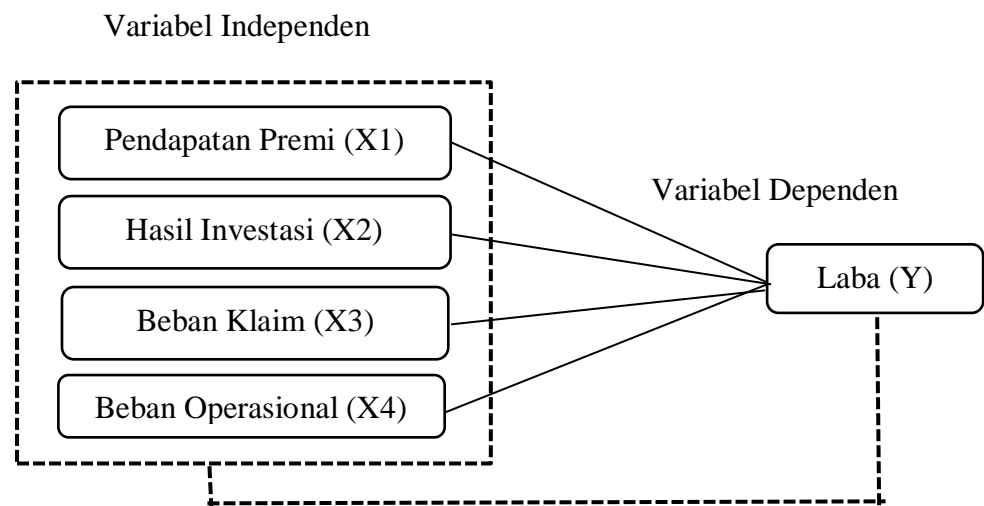 Variabel Independen
Pendapatan Premi (X1)
Hasil Investasi (X2)
Beban Klaim (X3)
Beban Operasional (X4)
Variabel Dependen
Laba (Y)